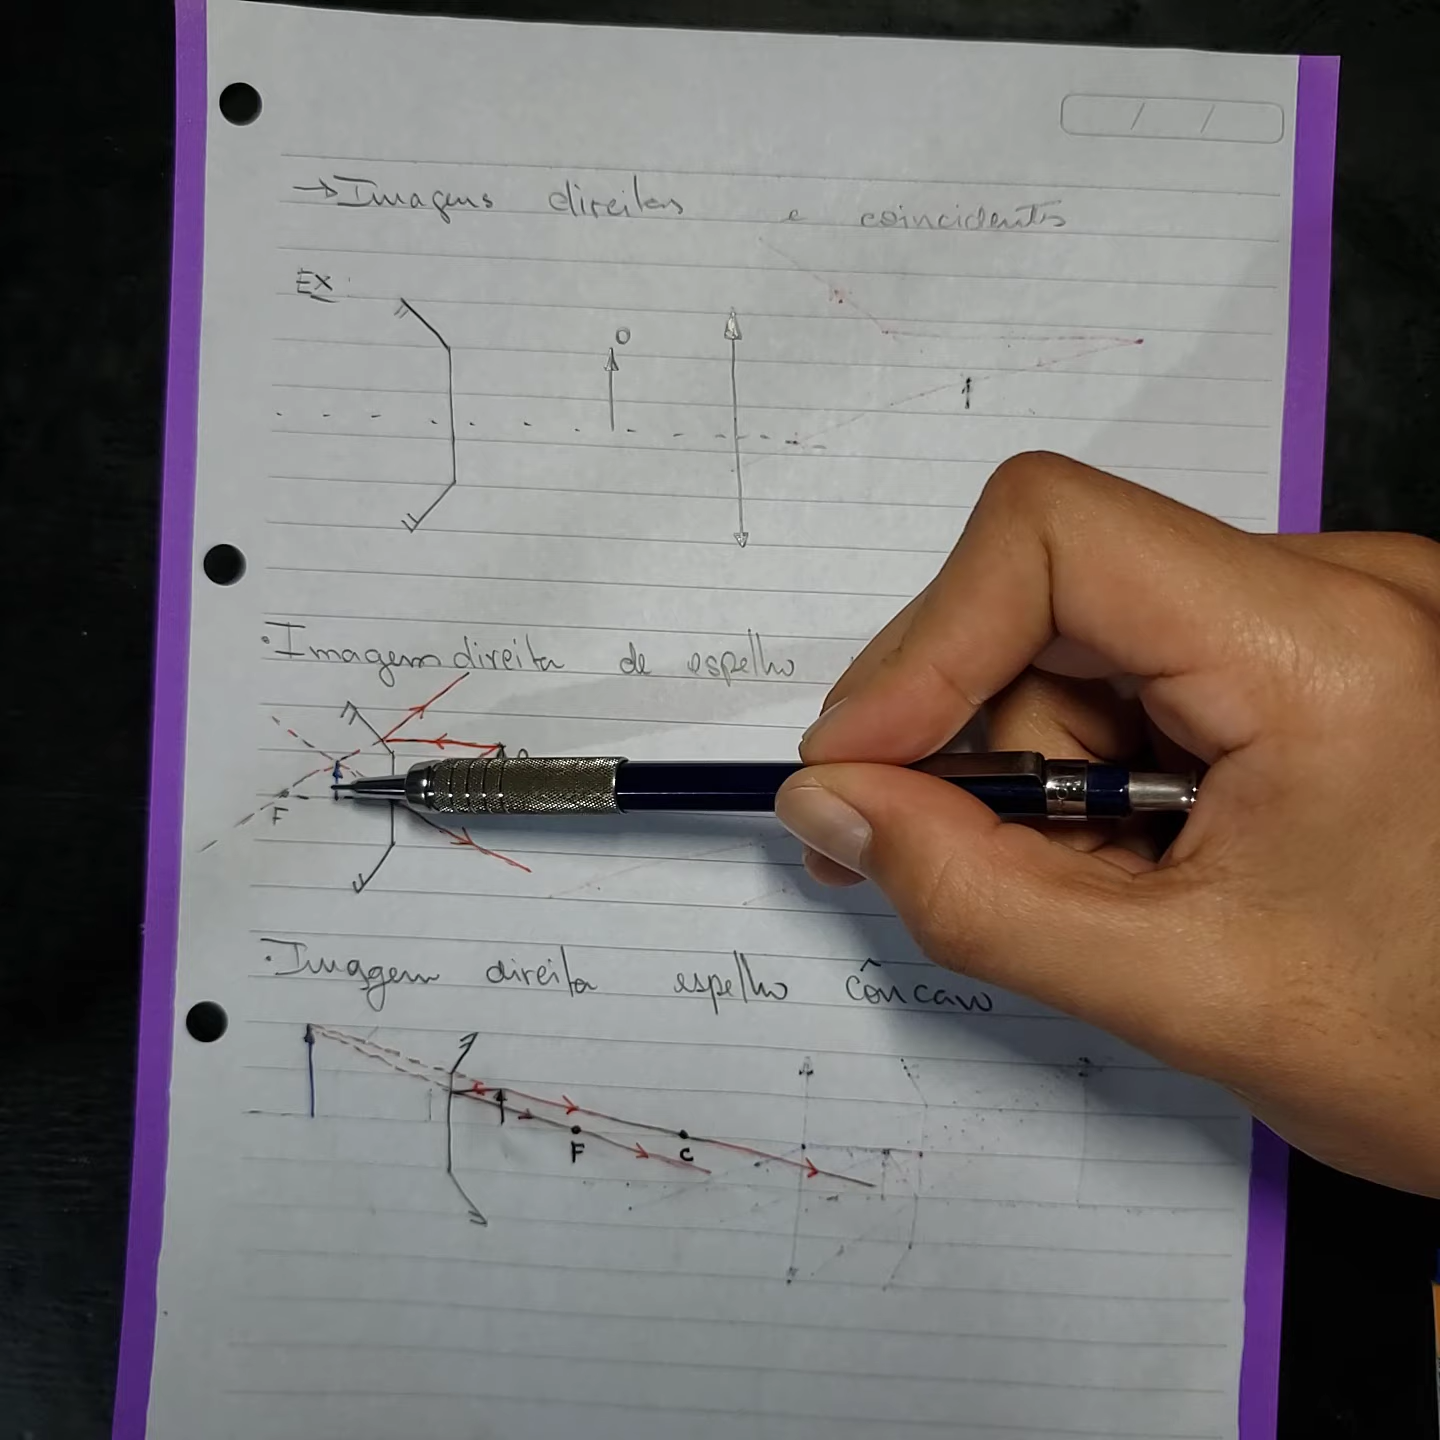 →Imagens direitas e coincidentes
Ex
O
•Imagem direita de espelho
F
•Imagem direita espelho côncavo
F C